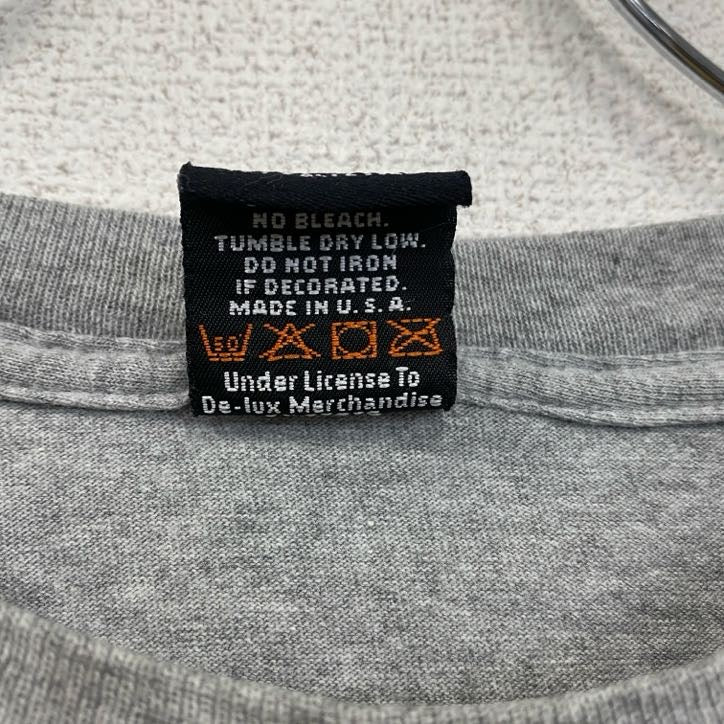 NO BLEACH.
TUMBLE DRY LOW.
DO NOT IRON
IF DECORATED.
MADE IN U.S.A.
50
Under License To
De-lux Merchandise